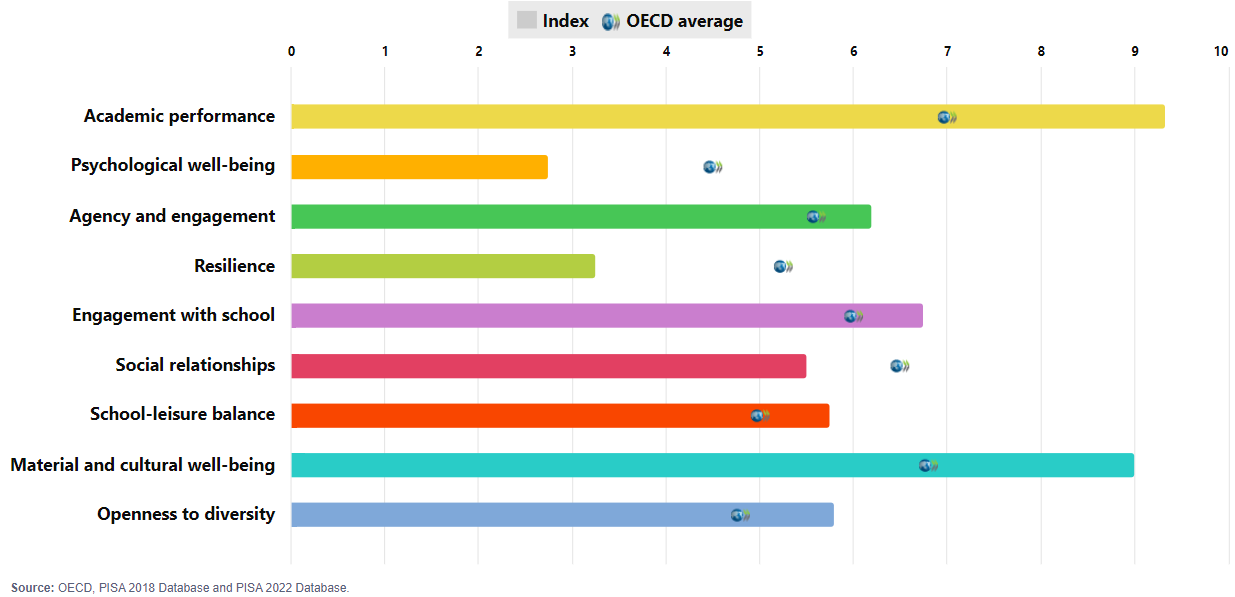 Index OECD average
0 1 2 3 4 5 6 7 8 9 10
Academic performance
Psychological well-being
Agency and engagement
Resilience
Engagement with school
Social relationships
School-leisure balance
Material and cultural well-being
Openness to diversity
Source: OECD, PISA 2018 Database and PISA 2022 Database.